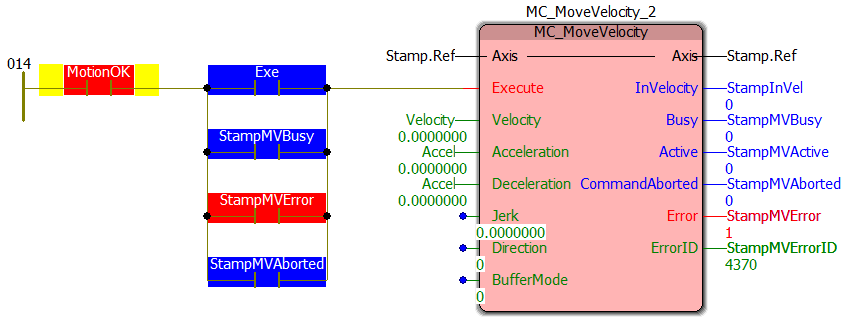 MC_MoveVelocity_2
MC_MoveVelocity
014
MotionOK
Exe
StampMVBusy
StampMVError
StampMVAborted
Stamp.Ref Axis Axis Stamp.Ref
Execute InVelocity StampInVel
0
Velocity Velocity Busy StampMVBusy
0.0000000 0
Accel Acceleration Active StampMVActive
0.0000000 0
Accel Deceleration CommandAborted StampMVAborted
0.0000000 0
Jerk Error StampMVError
0.0000000 1
Direction ErrorID StampMVErrorID
0 4370
BufferMode
0